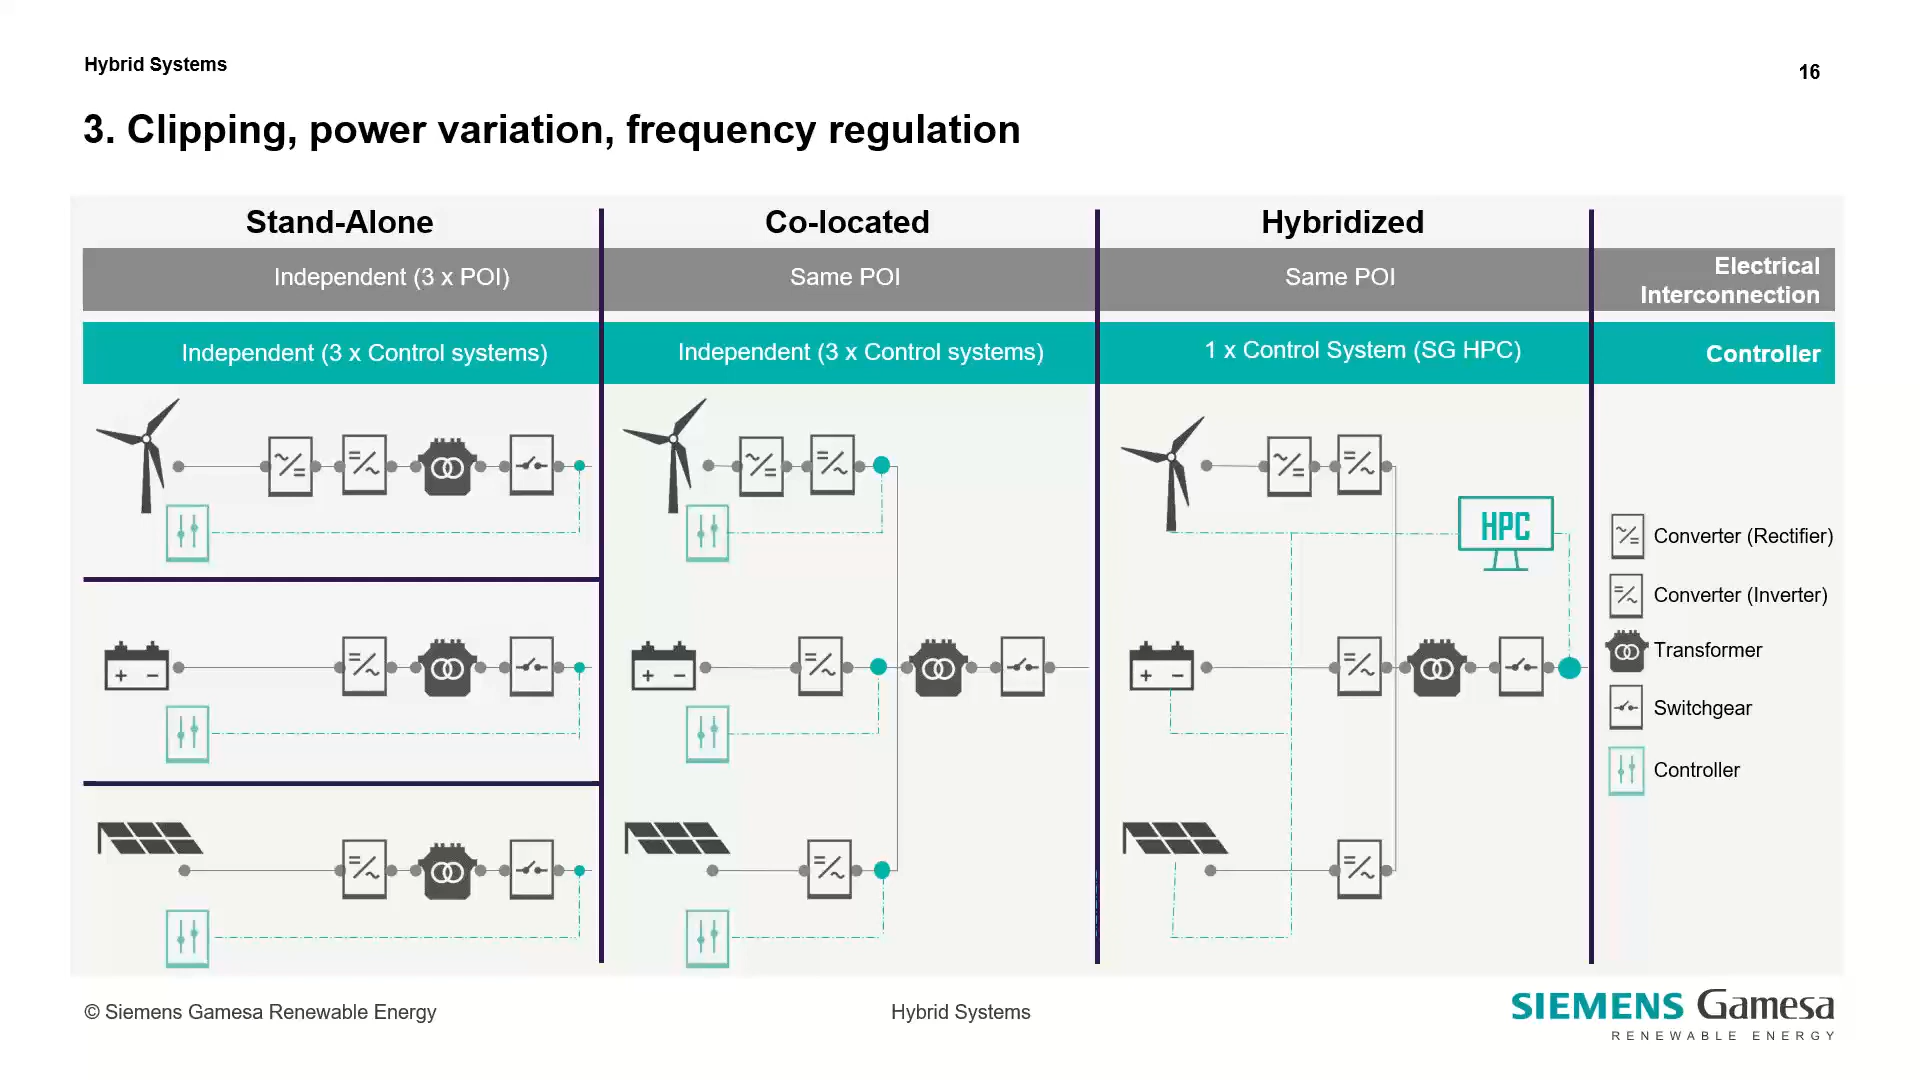 Hybrid Systems
16
3. Clipping, power variation, frequency regulation
Stand-Alone
Co-located
Hybridized
Independent (3 x POI)
Same POI
Same POI
Electrical
Interconnection
Independent (3 x Control systems)
Independent (3 x Control systems)
1 x Control System (SG HPC)
Controller
HPC
Converter (Rectifier)
Converter (Inverter)
Transformer
Switchgear
Controller
© Siemens Gamesa Renewable Energy
Hybrid Systems
SIEMENS Gamesa
RENEWABLE ENERGY